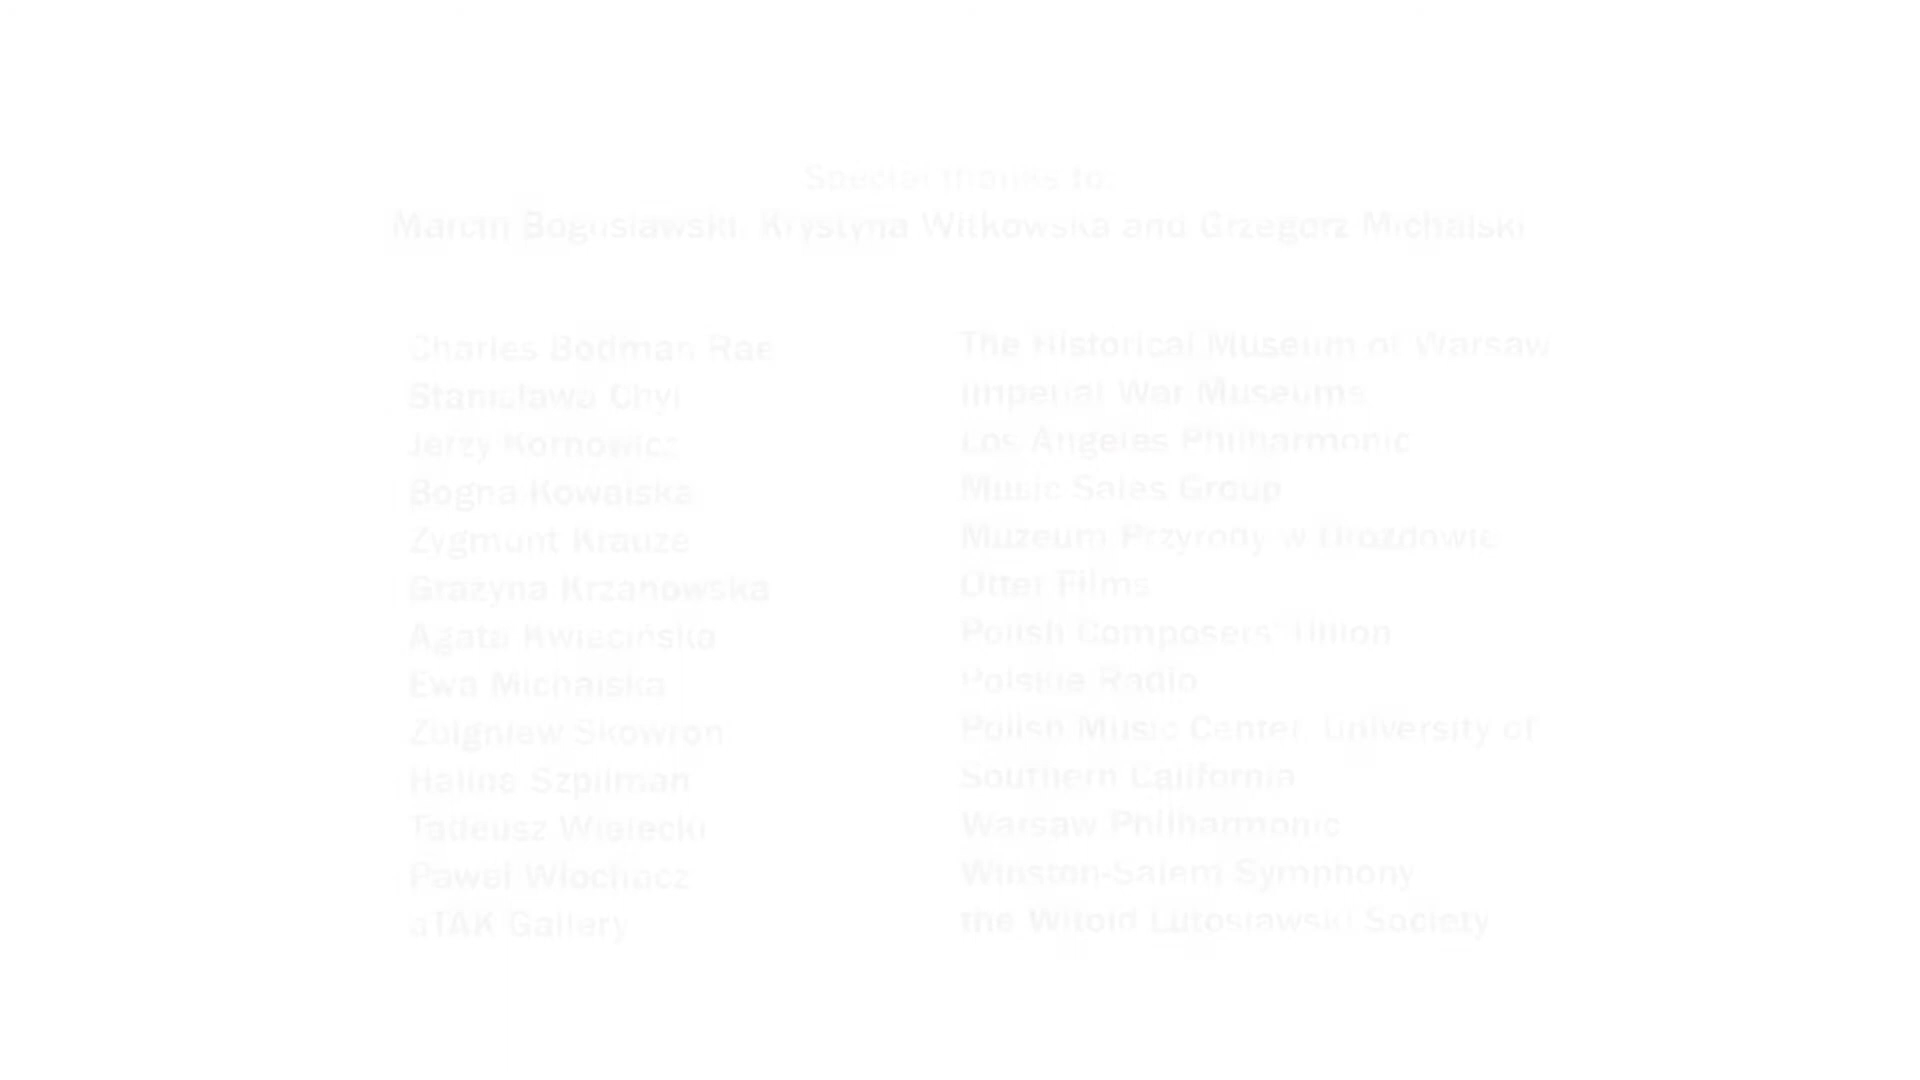 Special thanks to:
Marcin Bogusławski, Krystyna Witkowska and Grzegorz Michalski
Charles Bodman Rae
Stanisława Chyl
Jerzy Kornowicz
Bogna Kowalska
Zygmunt Krauze
Grażyna Krzanowska
Agata Kwiecińska
Ewa Michalska
Zbigniew Skowron
Halina Szpilman
Tadeusz Wielecki
Paweł Włochacz
aTAK Gallery
The Historical Museum of Warsaw
Imperial War Museums
Los Angeles Philharmonic
Music Sales Group
Muzeum Przyrody w Drozdowie
Otter Films
Polish Composers' Union
Polskie Radio
Polish Music Center, University of
Southern California
Warsaw Philharmonic
Winston-Salem Symphony
the Witold Lutosławski Society